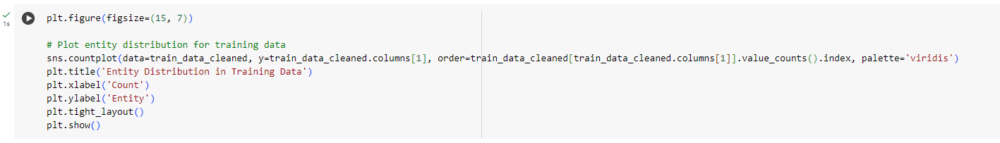 1s
plt.figure(figsize=(15, 7))
# Plot entity distribution for training data
sns.countplot(data=train_data_cleaned, y=train_data_cleaned.columns[1], order=train_data_cleaned[train_data_cleaned.columns[1]].value_counts().index, palette='viridis')
plt.title('Entity Distribution in Training Data')
plt.xlabel('Count')
plt.ylabel('Entity')
plt.tight_layout()
plt.show()